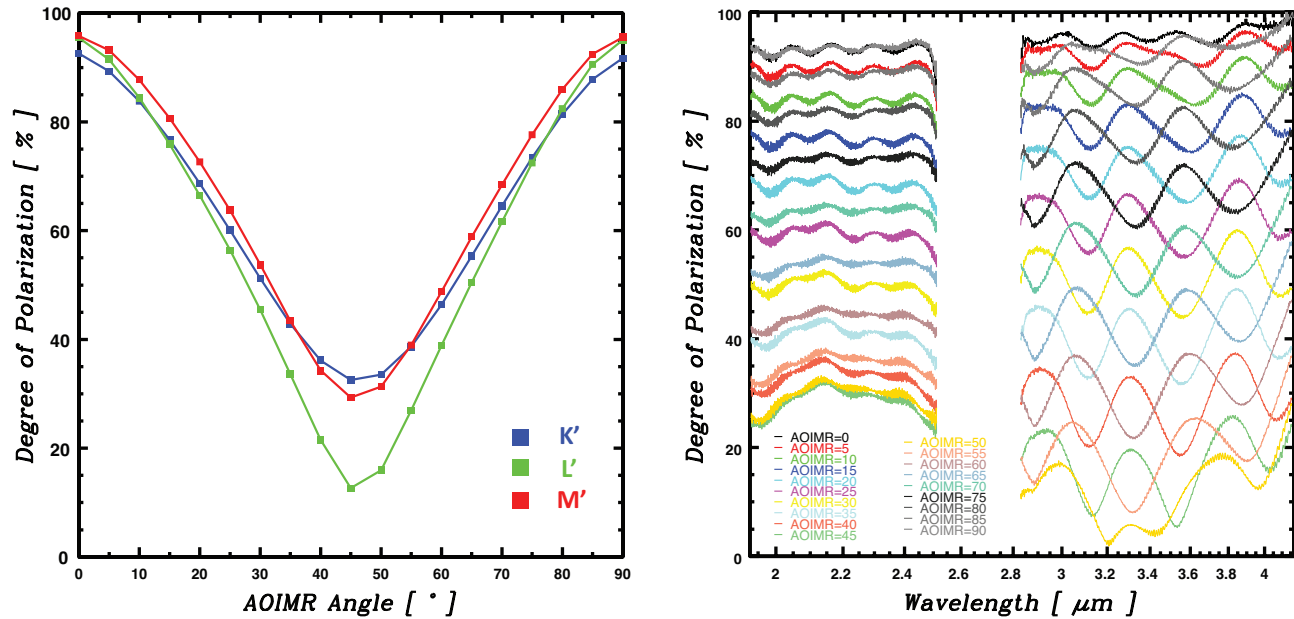 Degree of Polarization [ % ]
100
80
60
40
20
0
K'
L'
M'
0 10 20 30 40 50 60 70 80 90
AOIMR Angle [ ° ]
Degree of Polarization [ % ]
100
80
60
40
20
0
AOIMR=0
AOIMR=5
AOIMR=10
AOIMR=15
AOIMR=20
AOIMR=25
AOIMR=30
AOIMR=35
AOIMR=40
AOIMR=45
AOIMR=50
AOIMR=55
AOIMR=60
AOIMR=65
AOIMR=70
AOIMR=75
AOIMR=80
AOIMR=85
AOIMR=90
2 2.2 2.4 2.6 2.8 3 3.2 3.4 3.6 3.8 4
Wavelength [ μm ]